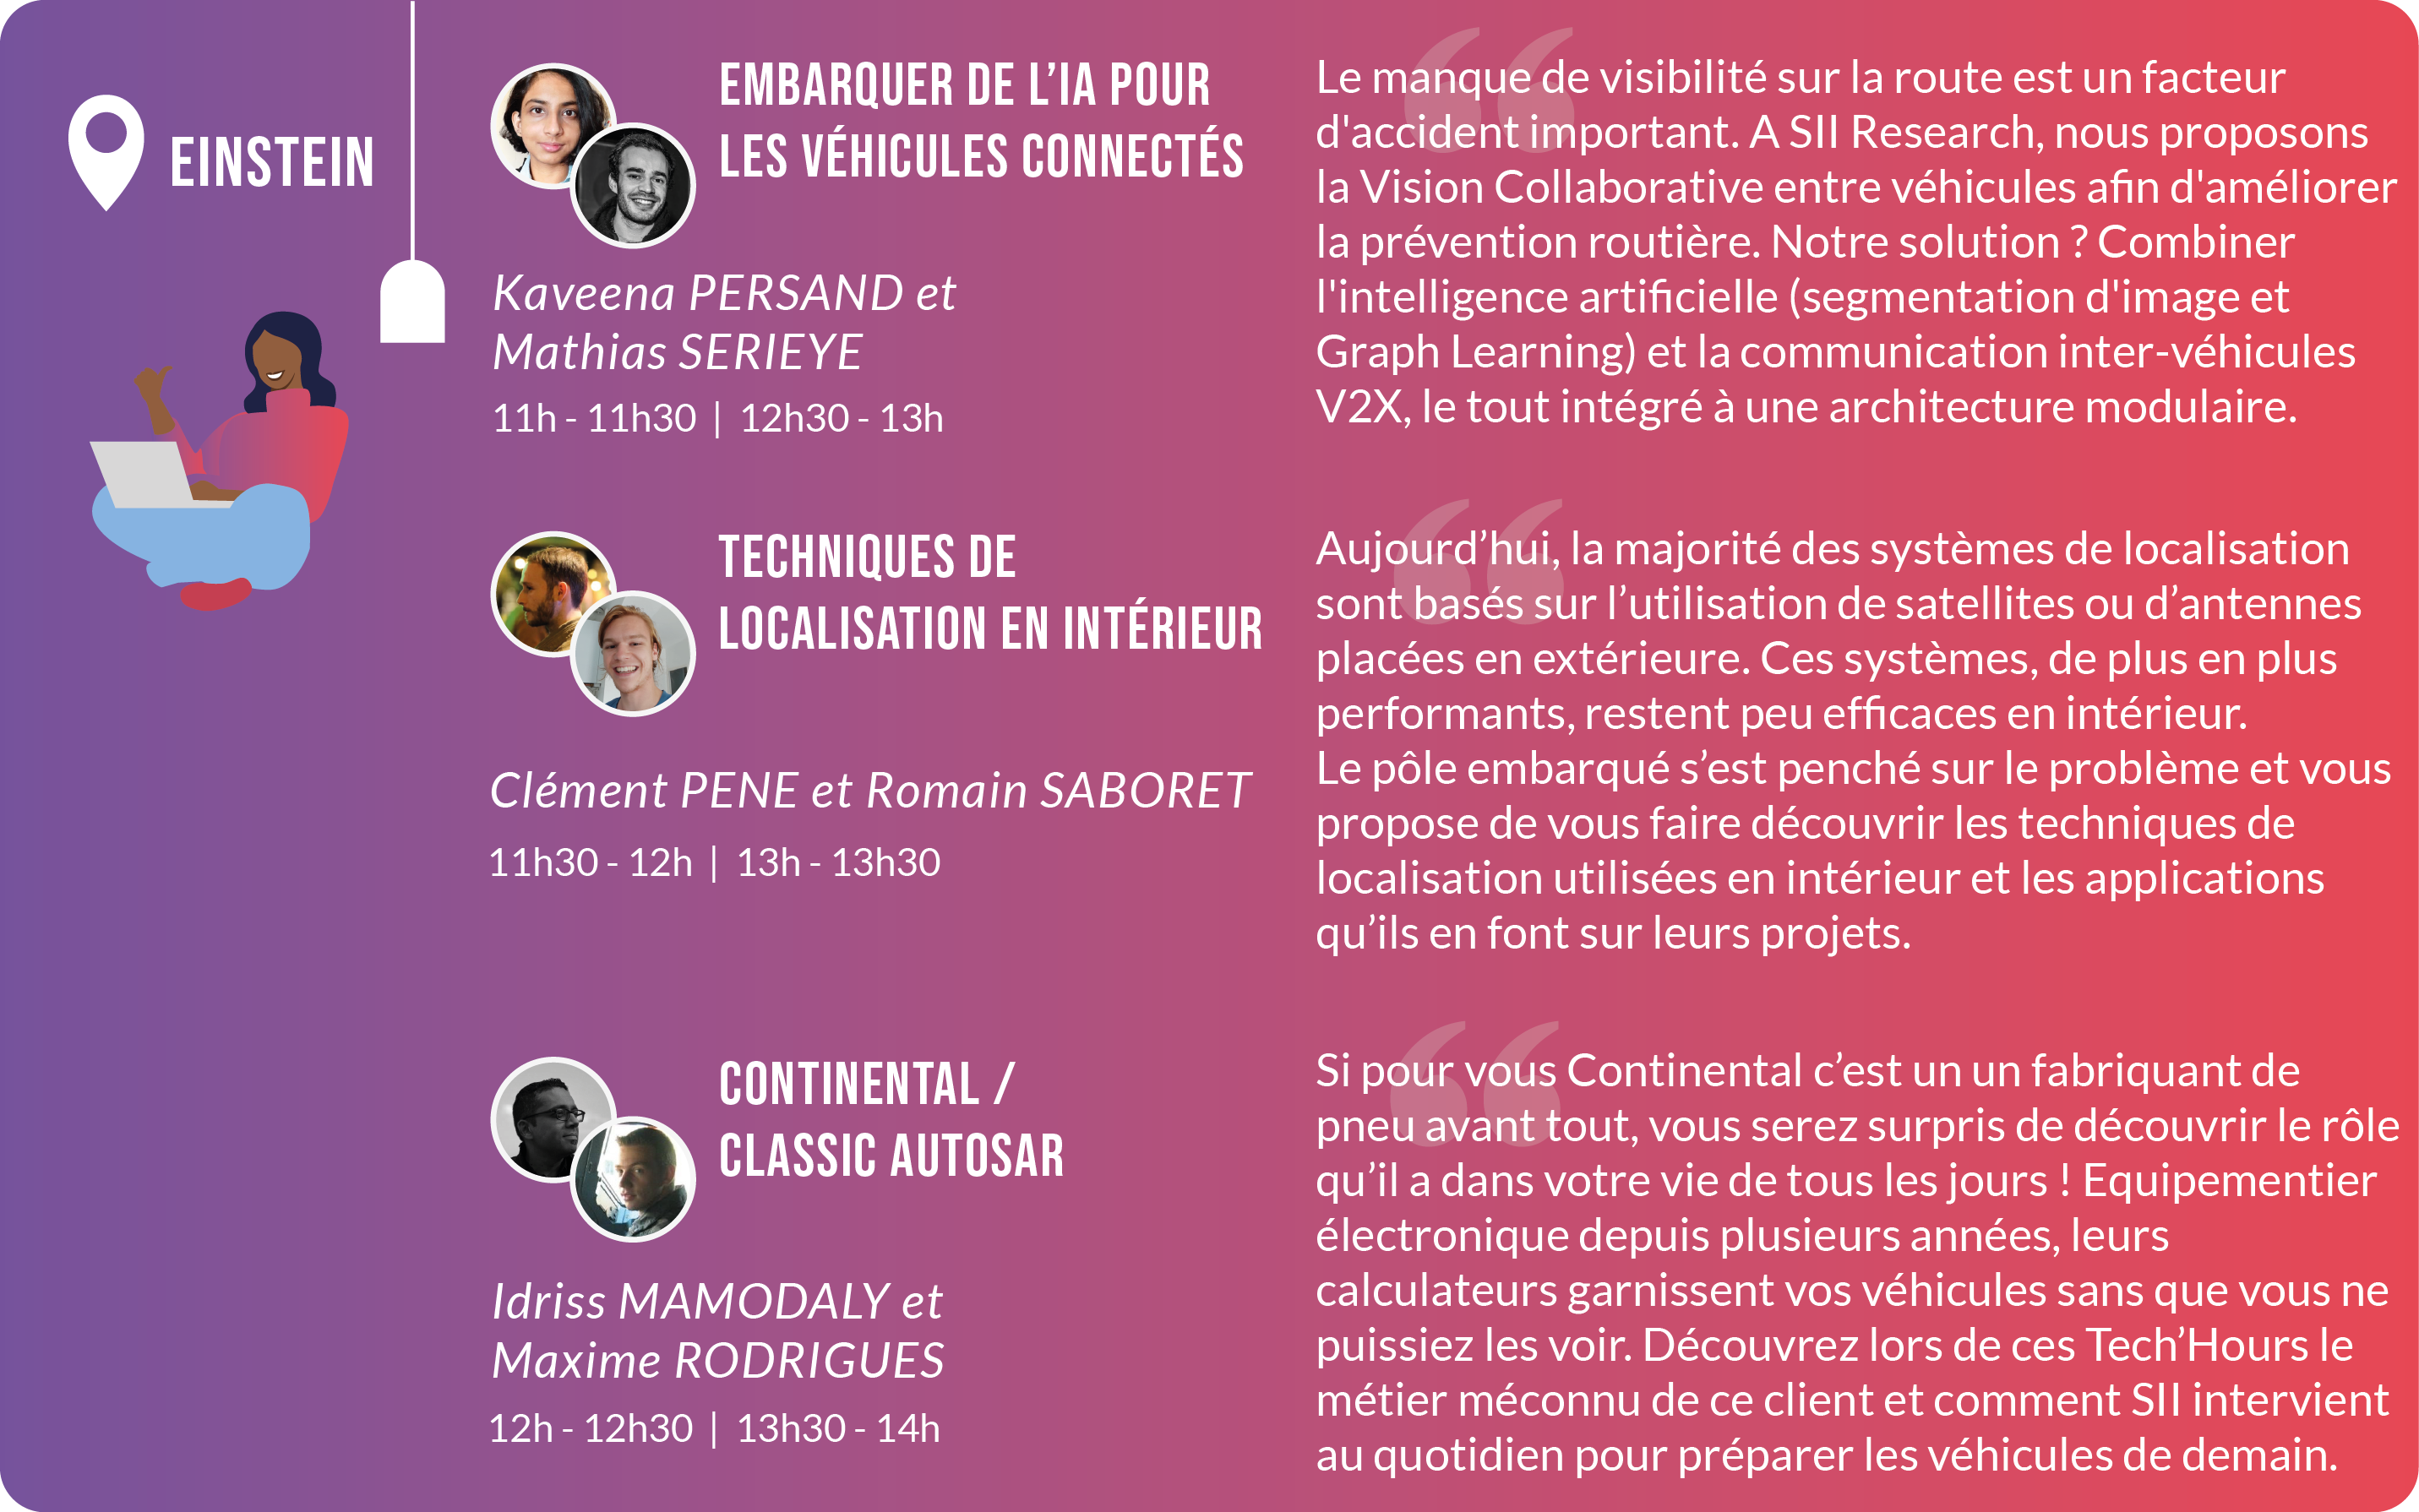 EINSTEIN
EMBARQUER DE L’IA POUR
LES VÉHICULES CONNECTÉS
Kaveena PERSAND et
Mathias SERIEYE
11h - 11h30 | 12h30 - 13h
Le manque de visibilité sur la route est un facteur
d'accident important. A SII Research, nous proposons
la Vision Collaborative entre véhicules afin d'améliorer
la prévention routière. Notre solution ? Combiner
l'intelligence artificielle (segmentation d'image et
Graph Learning) et la communication inter-véhicules
V2X, le tout intégré à une architecture modulaire.
TECHNIQUES DE
LOCALISATION EN INTÉRIEUR
Clément PENE et Romain SABORET
11h30 - 12h | 13h - 13h30
Aujourd’hui, la majorité des systèmes de localisation
sont basés sur l’utilisation de satellites ou d’antennes
placées en extérieure. Ces systèmes, de plus en plus
performants, restent peu efficaces en intérieur.
Le pôle embarqué s’est penché sur le problème et vous
propose de vous faire découvrir les techniques de
localisation utilisées en intérieur et les applications
qu’ils en font sur leurs projets.
CONTINENTAL /
CLASSIC AUTOSAR
Idriss MAMODALY et
Maxime RODRIGUES
12h - 12h30 | 13h30 - 14h
Si pour vous Continental c’est un un fabriquant de
pneu avant tout, vous serez surpris de découvrir le rôle
qu’il a dans votre vie de tous les jours ! Equipementier
électronique depuis plusieurs années, leurs
calculateurs garnissent vos véhicules sans que vous ne
puissiez les voir. Découvrez lors de ces Tech’Hours le
métier méconnu de ce client et comment SII intervient
au quotidien pour préparer les véhicules de demain.